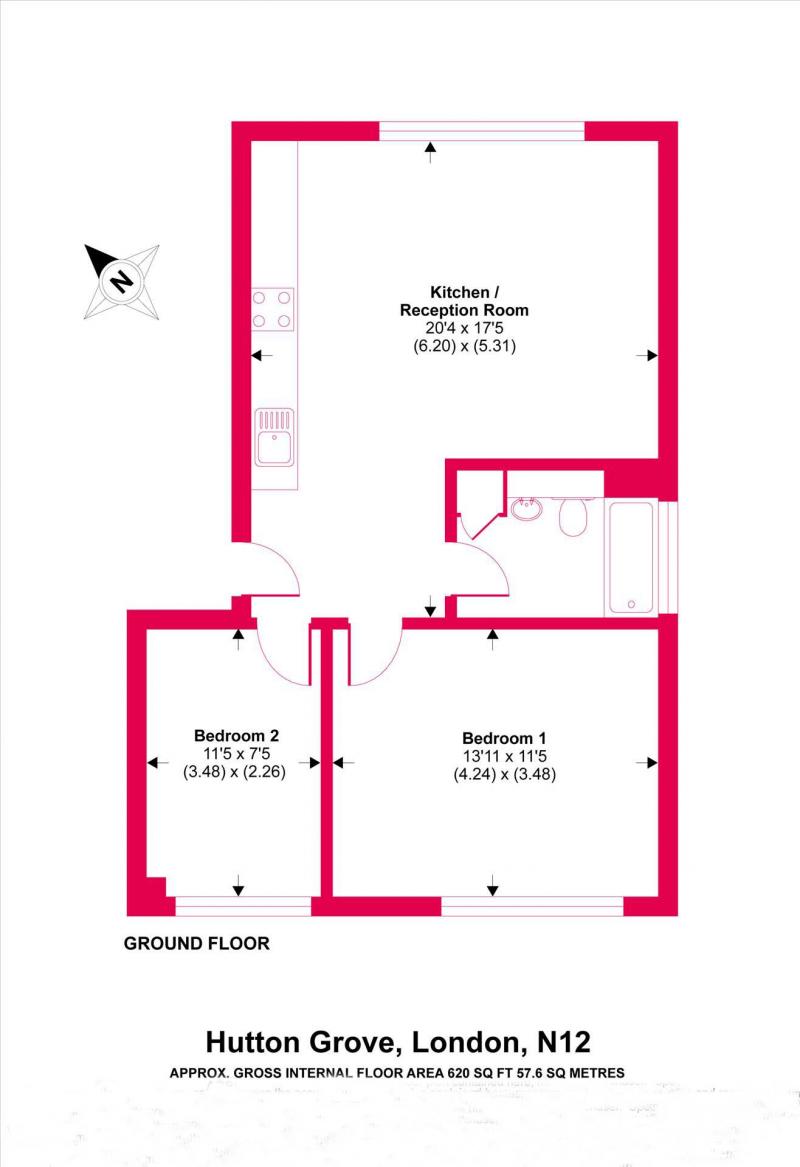 N
Kitchen /
Reception Room
20'4 x 17'5
(6.20) x (5.31)
Bedroom 2
11'5 x 7'5
(3.48) x (2.26)
Bedroom 1
13'11 x 11'5
(4.24) x (3.48)
GROUND FLOOR
Hutton Grove, London, N12
APPROX. GROSS INTERNAL FLOOR AREA 620 SQ FT 57.6 SQ METRES